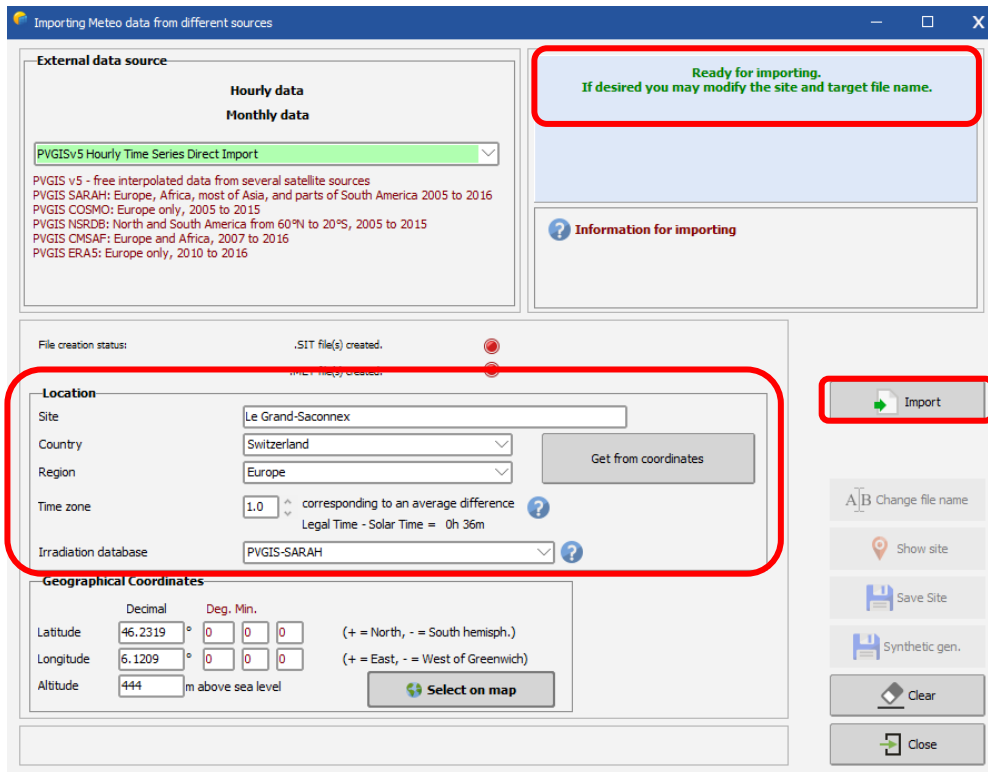 Importing Meteo data from different sources
External data source
Hourly data
Monthly data
PVGISv5 Hourly Time Series Direct Import
PVGIS v5 - free interpolated data from several satellite sources
PVGIS SARAH: Europe, Africa, most of Asia, and parts of South America 2005 to 2016
PVGIS COSMO: Europe only, 2005 to 2015
PVGIS NSRDB: North and South America from 60°N to 20°S, 2005 to 2015
PVGIS CMSAF: Europe and Africa, 2007 to 2016
PVGIS ERA5: Europe only, 2010 to 2016
Ready for importing.
If desired you may modify the site and target file name.
Information for importing
File creation status:
.SIT file(s) created.
.MET file(s) created.
Location
Site
Le Grand-Saconnex
Country
Switzerland
Region
Europe
Get from coordinates
Time zone
1.0
corresponding to an average difference
Legal Time - Solar Time = 0h 36m
Irradiation database
PVGIS-SARAH
Geographical Coordinates
Decimal Deg. Min.
Latitude 46.2319 ° 0 0 0 (+ = North, - = South hemisph.)
Longitude 6.1209 ° 0 0 0 (+ = East, - = West of Greenwich)
Altitude 444 m above sea level
Select on map
Import
A B Change file name
Show site
Save Site
Synthetic gen.
Clear
Close